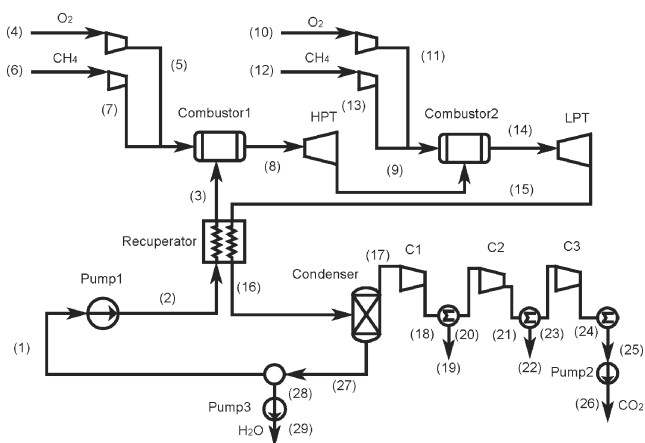 (4) O₂ (10) O₂
(5) (11)
(6) CH₄ (12) CH₄
(7) (13)
Combustor1 HPT Combustor2 LPT
(14)
(8) (9)
(3) (15)
Recuperator
(17) C1 C2 C3
Pump1 (16) Condenser
(2)
(18) (20) (21) (23) (24)
(1) (25)
(19) (22) Pump2
(27)
(28) (26) CO₂
Pump3
H₂O (29)